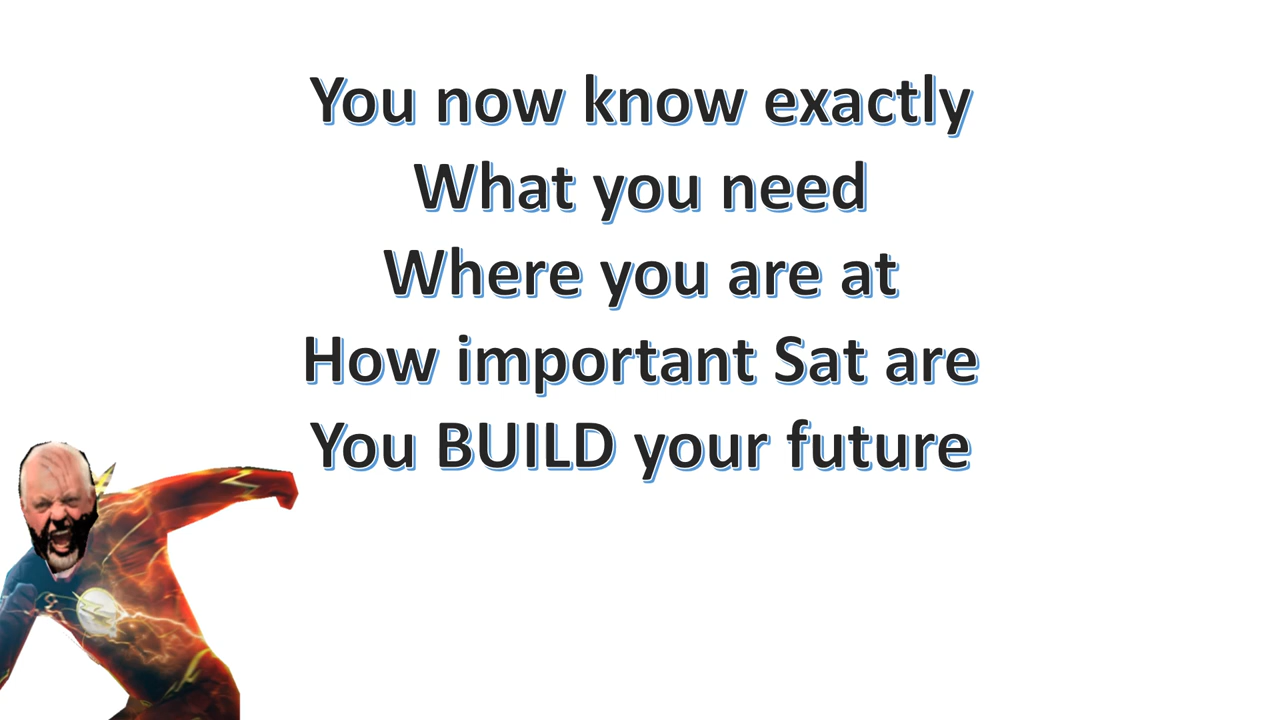 You now know exactly
What you need
Where you are at
How important Sat are
You BUILD your future